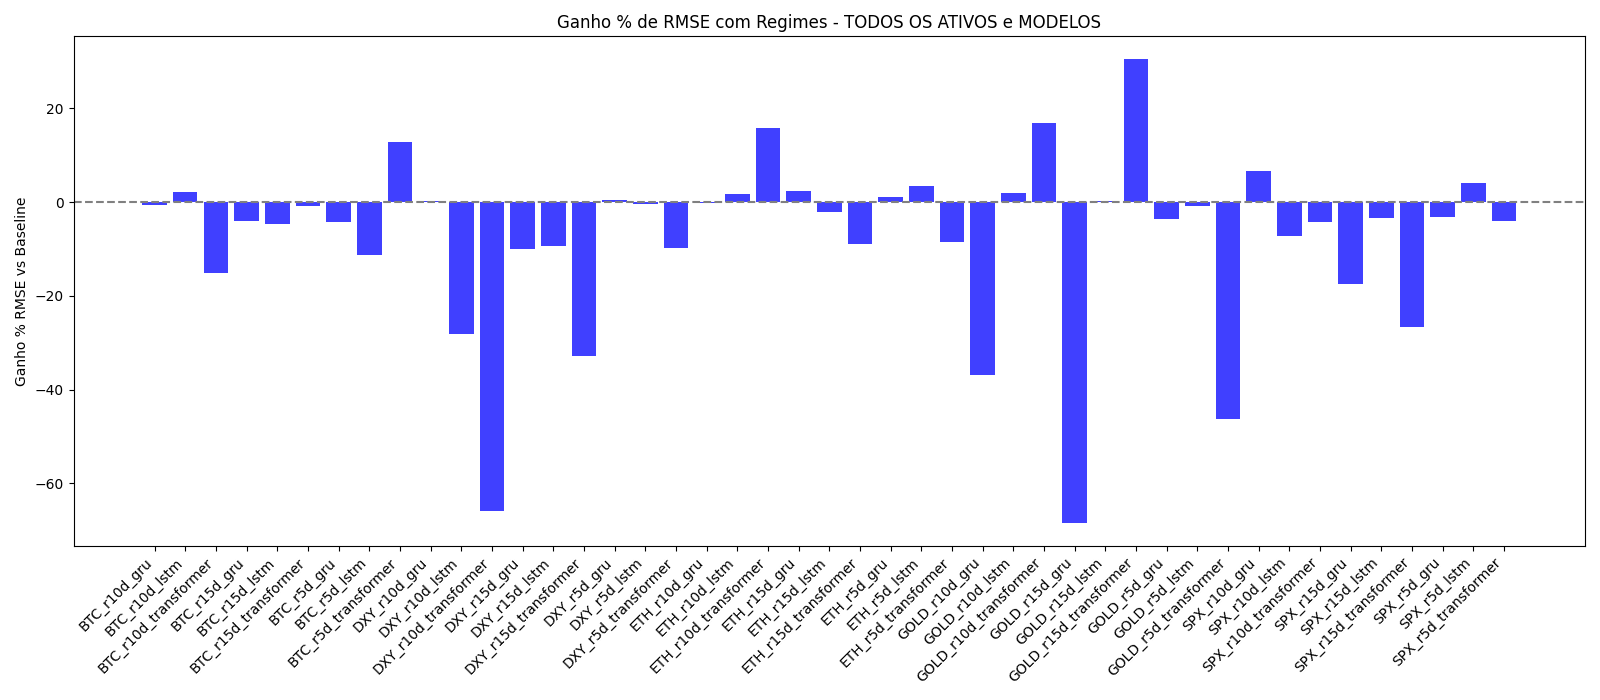 Ganho % de RMSE com Regimes - TODOS OS ATIVOS e MODELOS
Ganho % RMSE vs Baseline
20
0
−20
−40
−60
BTC_r10d_gru
BTC_r10d_lstm
BTC_r10d_transformer
BTC_r15d_gru
BTC_r15d_lstm
BTC_r15d_transformer
BTC_r5d_gru
BTC_r5d_lstm
BTC_r5d_transformer
DXY_r10d_gru
DXY_r10d_lstm
DXY_r10d_transformer
DXY_r15d_gru
DXY_r15d_lstm
DXY_r15d_transformer
DXY_r5d_gru
DXY_r5d_lstm
DXY_r5d_transformer
ETH_r10d_gru
ETH_r10d_lstm
ETH_r10d_transformer
ETH_r15d_gru
ETH_r15d_lstm
ETH_r15d_transformer
ETH_r5d_gru
ETH_r5d_lstm
ETH_r5d_transformer
GOLD_r10d_gru
GOLD_r10d_lstm
GOLD_r10d_transformer
GOLD_r15d_gru
GOLD_r15d_lstm
GOLD_r15d_transformer
GOLD_r5d_gru
GOLD_r5d_lstm
GOLD_r5d_transformer
SPX_r10d_gru
SPX_r10d_lstm
SPX_r10d_transformer
SPX_r15d_gru
SPX_r15d_lstm
SPX_r15d_transformer
SPX_r5d_gru
SPX_r5d_lstm
SPX_r5d_transformer